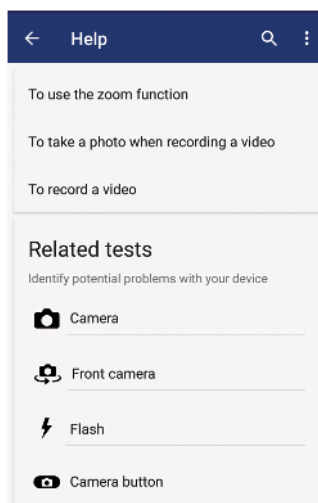 Help
To use the zoom function
To take a photo when recording a video
To record a video
Related tests
Identify potential problems with your device
Camera
Front camera
Flash
Camera button